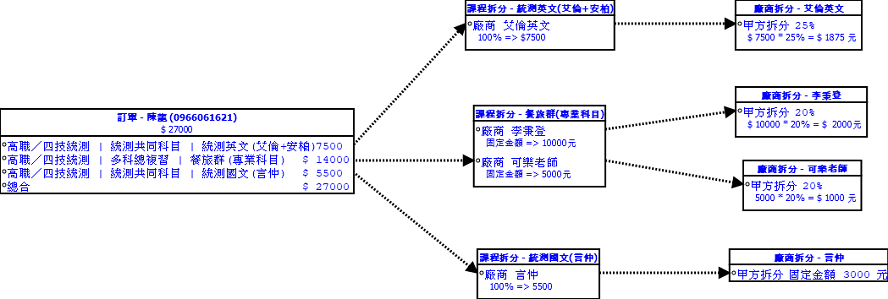 訂單 - 陳龍 (0966061621)
$ 27000
高職／四技統測 | 統測共同科目 | 統測英文 (艾倫+安柏)7500
高職／四技統測 | 多科總複習 | 餐旅群 (專業科目) $ 14000
高職／四技統測 | 統測共同科目 | 統測國文 (言仲) $ 5500
總合 $ 27000
課程拆分 - 統測英文(艾倫+安柏)
廠商 艾倫英文
100% => $7500
廠商拆分 - 艾倫英文
甲方拆分 25%
$ 7500 * 25% = $ 1875 元
課程拆分 - 餐旅群(專業科目)
廠商 李秉登
固定金額 => 10000元
廠商 可樂老師
固定金額 => 5000元
廠商拆分 - 李秉登
甲方拆分 20%
$ 10000 * 20% = $ 2000元
廠商拆分 - 可樂老師
甲方拆分 20%
5000 * 20% = $ 1000 元
課程拆分 - 統測國文(言仲)
廠商 言仲
100% => 5500
廠商拆分 - 言仲
甲方拆分 固定金額 3000 元